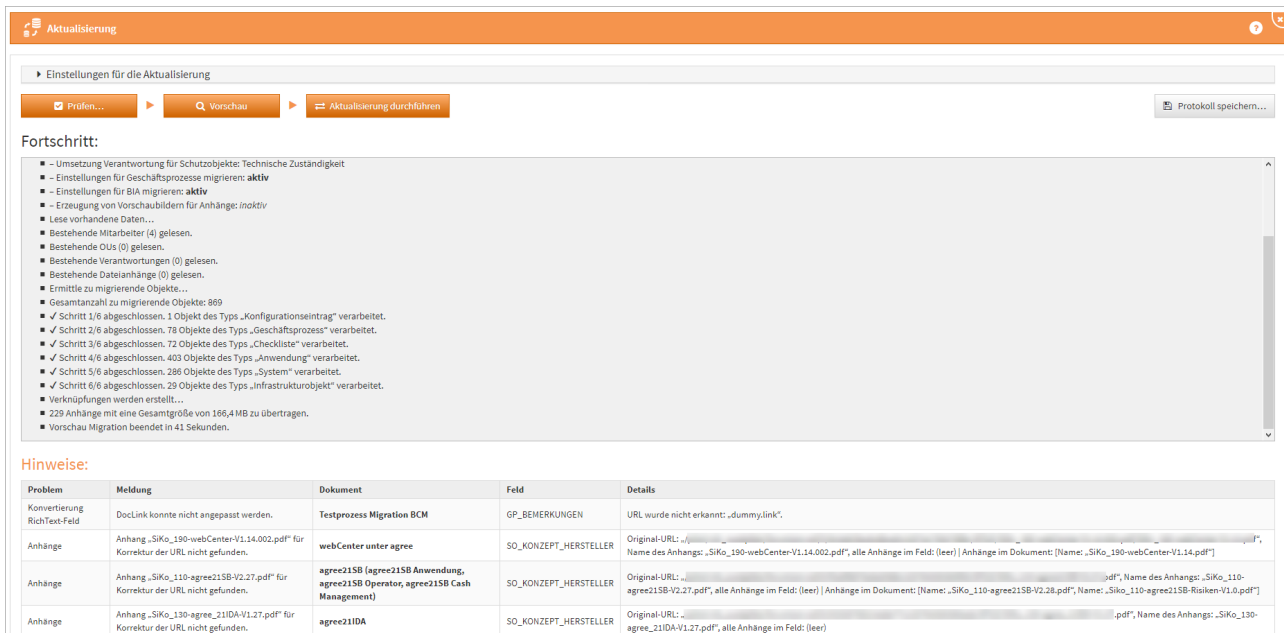 Aktualisierung
Einstellungen für die Aktualisierung
Prüfen...
Vorschau
Aktualisierung durchführen
Protokoll speichern...
Fortschritt:
– Umsetzung Verantwortung für Schutzobjekte: Technische Zuständigkeit
– Einstellungen für Geschäftsprozesse migrieren: aktiv
– Einstellungen für BIA migrieren: aktiv
– Erzeugung von Vorschaubildern für Anhänge: inaktiv
Lese vorhandene Daten...
Bestehende Mitarbeiter (4) gelesen.
Bestehende OUs (0) gelesen.
Bestehende Verantwortungen (0) gelesen.
Bestehende Dateianhänge (0) gelesen.
Ermittle zu migrierende Objekte...
Gesamtanzahl zu migrierende Objekte: 869
✓ Schritt 1/6 abgeschlossen. 1 Objekt des Typs „Konfigurationseintrag“ verarbeitet.
✓ Schritt 2/6 abgeschlossen. 78 Objekte des Typs „Geschäftsprozess“ verarbeitet.
✓ Schritt 3/6 abgeschlossen. 72 Objekte des Typs „Checkliste“ verarbeitet.
✓ Schritt 4/6 abgeschlossen. 403 Objekte des Typs „Anwendung“ verarbeitet.
✓ Schritt 5/6 abgeschlossen. 286 Objekte des Typs „System“ verarbeitet.
✓ Schritt 6/6 abgeschlossen. 29 Objekte des Typs „Infrastrukturobjekt“ verarbeitet.
Verknüpfungen werden erstellt...
229 Anhänge mit eine Gesamtgröße von 166,4 MB zu übertragen.
Vorschau Migration beendet in 41 Sekunden.
Hinweise:
Problem Meldung Dokument Feld Details
Konvertierung
RichText-Feld
DocLink konnte nicht angepasst werden.
Testprozess Migration BCM
GP_BEMERKUNGEN
URL wurde nicht erkannt: „dummy.link“.
Anhänge
Anhang „SiKo_190-webCenter-V1.14.002.pdf“ für
Korrektur der URL nicht gefunden.
webCenter unter agree
SO_KONZEPT_HERSTELLER
Original-URL: „
Name des Anhangs: „SiKo_190-webCenter-V1.14.002.pdf“, alle Anhänge im Feld: (leer) | Anhänge im Dokument: [Name: „SiKo_190-webCenter-V1.14.pdf“]
Anhänge
Anhang „SiKo_110-agree21SB-V2.27.pdf“ für
Korrektur der URL nicht gefunden.
agree21SB (agree21SB Anwendung,
agree21SB Operator, agree21SB Cash
Management)
SO_KONZEPT_HERSTELLER
Original-URL: „ pdf“, Name des Anhangs: „SiKo_110-
agree21SB-V2.27.pdf“, alle Anhänge im Feld: (leer) | Anhänge im Dokument: [Name: „SiKo_110-agree21SB-V2.28.pdf“, Name: „Siko_110-agree21SB-Risiken-V1.0.pdf“]
Anhänge
Anhang „SiKo_130-agree_21IDA-V1.27.pdf“ für
Korrektur der URL nicht gefunden.
agree21IDA
SO_KONZEPT_HERSTELLER
Original-URL: „ .pdf“, Name des Anhangs: „SiKo_130-
agree_21IDA-V1.27.pdf“, alle Anhänge im Feld: (leer)